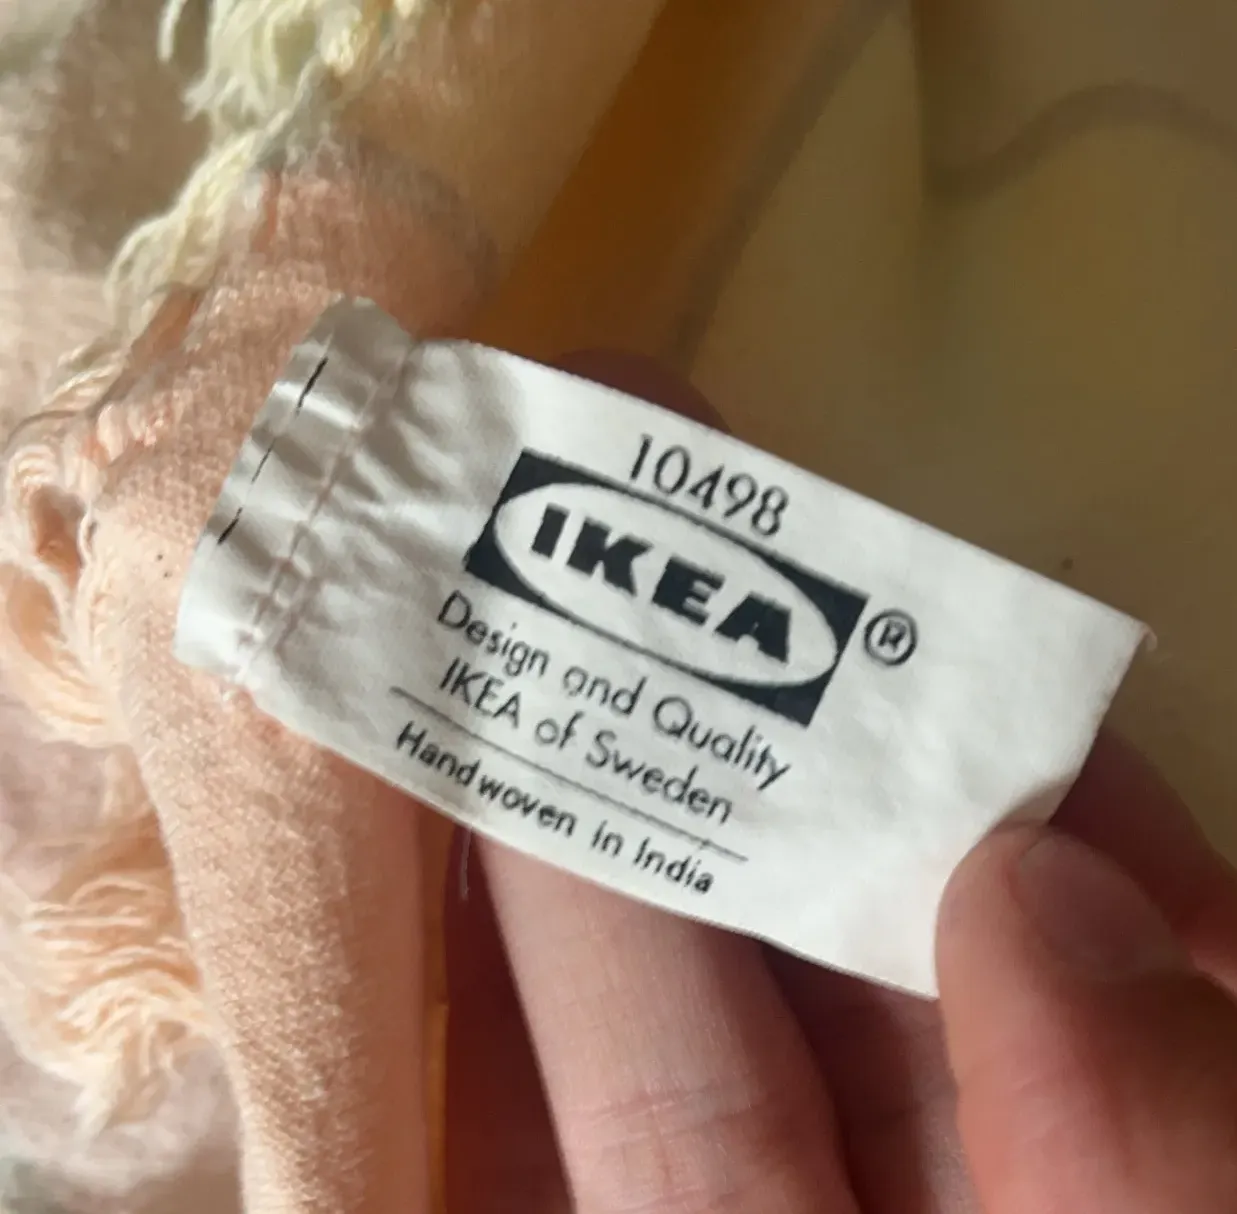 10498
IKEA ®
Design and Quality
IKEA of Sweden
Handwoven in India